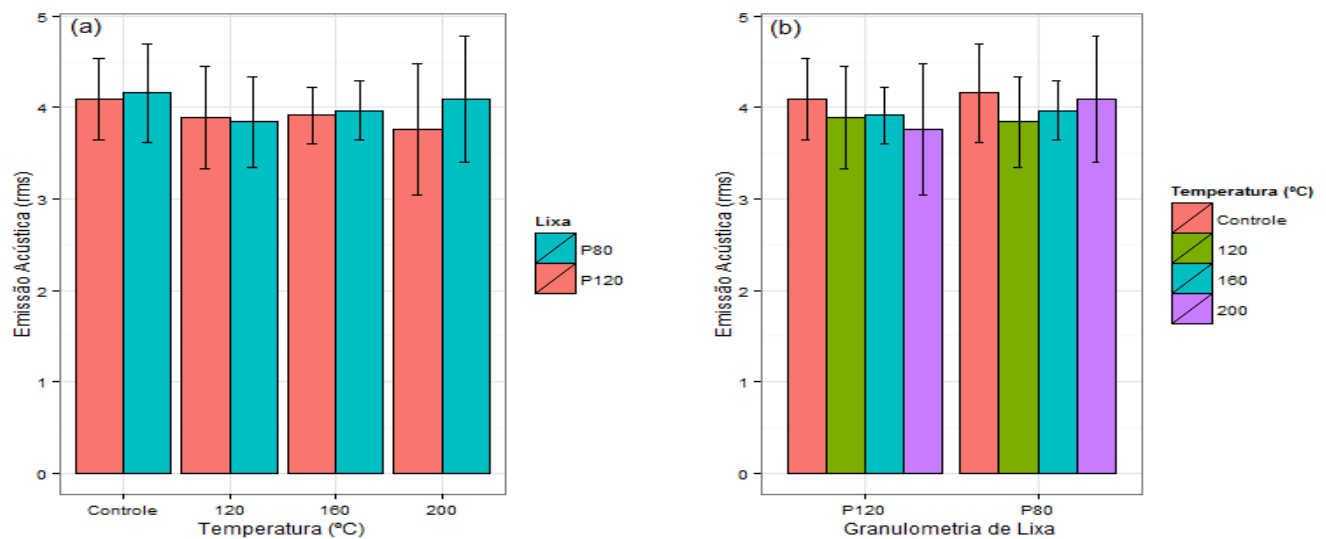 (a)
Emissão Acústica (rms)
5
4
3
2
1
0
Controle 120 160 200
Temperatura (ºC)
Lixa
P80
P120
(b)
Emissão Acústica (rms)
5
4
3
2
1
0
P120 P80
Granulometria de Lixa
Temperatura (ºC)
Controle
120
160
200